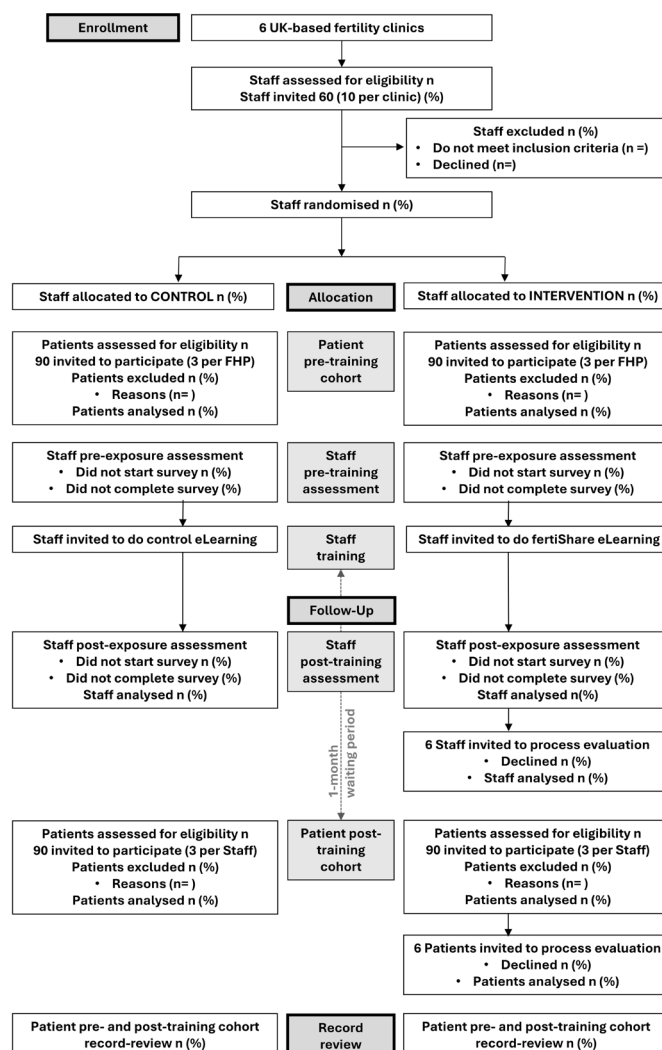 Enrollment
6 UK-based fertility clinics
Staff assessed for eligibility n
Staff invited 60 (10 per clinic) (%)
Staff excluded n (%)
• Do not meet inclusion criteria (n =)
• Declined (n=)
Staff randomised n (%)
Staff allocated to CONTROL n (%)
Allocation
Staff allocated to INTERVENTION n (%)
Patients assessed for eligibility n
90 invited to participate (3 per FHP)
Patients excluded n (%)
• Reasons (n= )
Patients analysed n (%)
Patient
pre-training
cohort
Patients assessed for eligibility n
90 invited to participate (3 per FHP)
Patients excluded n (%)
• Reasons (n= )
Patients analysed n (%)
Staff pre-exposure assessment
• Did not start survey n (%)
• Did not complete survey (%)
Staff
pre-training
assessment
Staff pre-exposure assessment
• Did not start survey n (%)
• Did not complete survey (%)
Staff invited to do control eLearning
Staff
training
Staff invited to do fertiShare eLearning
Follow-Up
Staff post-exposure assessment
• Did not start survey n (%)
• Did not complete survey (%)
Staff analysed n (%)
Staff
post-training
assessment
Staff post-exposure assessment
• Did not start survey n (%)
• Did not complete survey (%)
Staff analysed n(%)
6 Staff invited to process evaluation
• Declined n (%)
• Staff analysed n (%)
1-month
waiting period
Patients assessed for eligibility n
90 invited to participate (3 per Staff)
Patients excluded n (%)
• Reasons (n= )
Patients analysed n (%)
Patient post-
training
cohort
Patients assessed for eligibility n
90 invited to participate (3 per Staff)
Patients excluded n (%)
• Reasons (n= )
Patients analysed n (%)
6 Patients invited to process evaluation
• Declined n (%)
• Patients analysed n (%)
Patient pre- and post-training cohort
record-review n (%)
Record
review
Patient pre- and post-training cohort
record-review n (%)